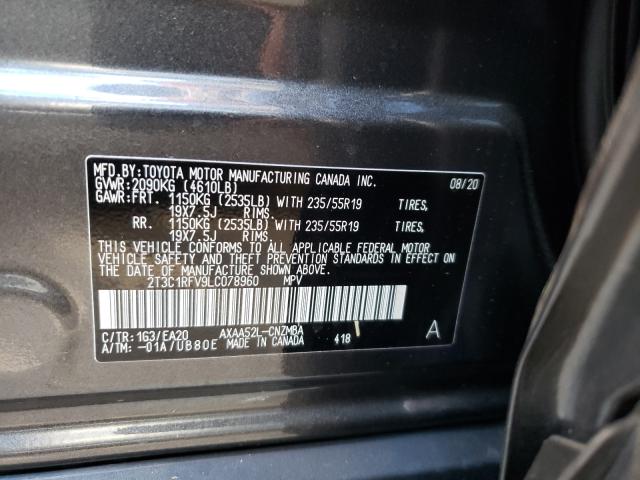 MFD.BY:TOYOTA MOTOR MANUFACTURING CANADA INC. 08/20
GVWR:2090KG (4610LB)
GAWR:FRT. 1150KG (2535LB) WITH 235/55R19 TIRES,
19X7.5J RIMS.
RR. 1150KG (2535LB) WITH 235/55R19 TIRES,
19X7.5J RIMS.
THIS VEHICLE CONFORMS TO ALL APPLICABLE FEDERAL MOTOR
VEHICLE SAFETY AND THEFT PREVENTION STANDARDS IN EFFECT
ON THE DATE OF MANUFACTURE SHOWN ABOVE.
2T3C1RFV9LC078960 MPV
C/TR:1G3/EA20 AXAA52L-CNZMBA
A/TM:-01A/UB80E MADE IN CANADA 418 A